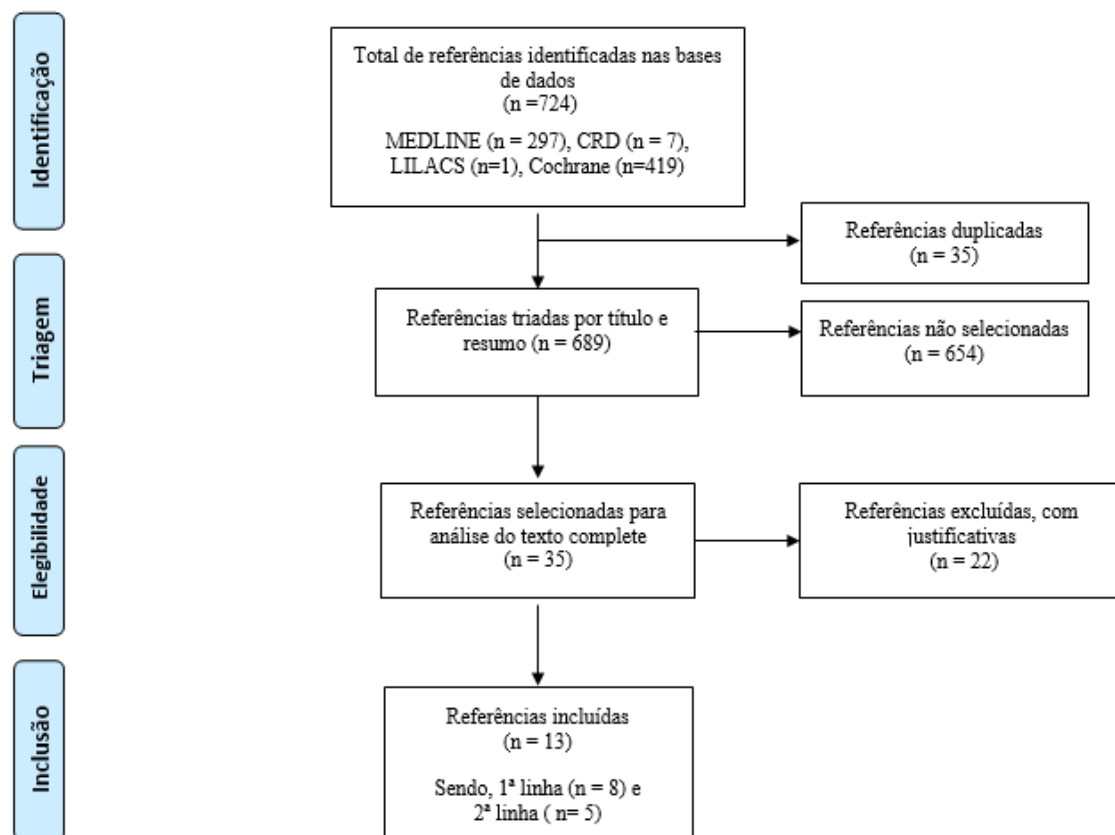 Identificação
Total de referências identificadas nas bases
de dados
(n =724)
MEDLINE (n = 297), CRD (n = 7),
LILACS (n=1), Cochrane (n=419)
Referências duplicadas
(n = 35)
Triagem
Referências triadas por título e
resumo (n = 689)
Referências não selecionadas
(n = 654)
Elegibilidade
Referências selecionadas para
análise do texto complete
(n = 35)
Referências excluídas, com
justificativas
(n = 22)
Inclusão
Referências incluídas
(n = 13)
Sendo, 1ª linha (n = 8) e
2ª linha ( n= 5)